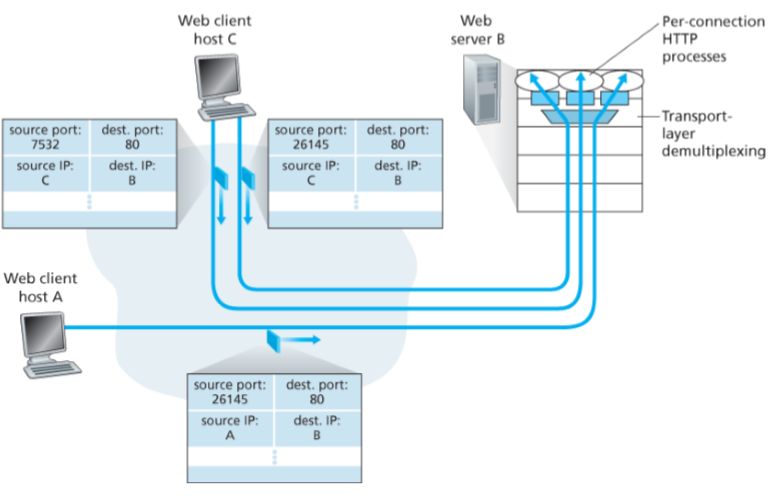 Web client
host C
Web
server B
Per-connection
HTTP
processes
Transport-
layer
demultiplexing
source port:
7532
dest. port:
80
source IP:
C
dest. IP:
B
source port:
26145
dest. port:
80
source IP:
C
dest. IP:
B
Web client
host A
source port:
26145
dest. port:
80
source IP:
A
dest. IP:
B